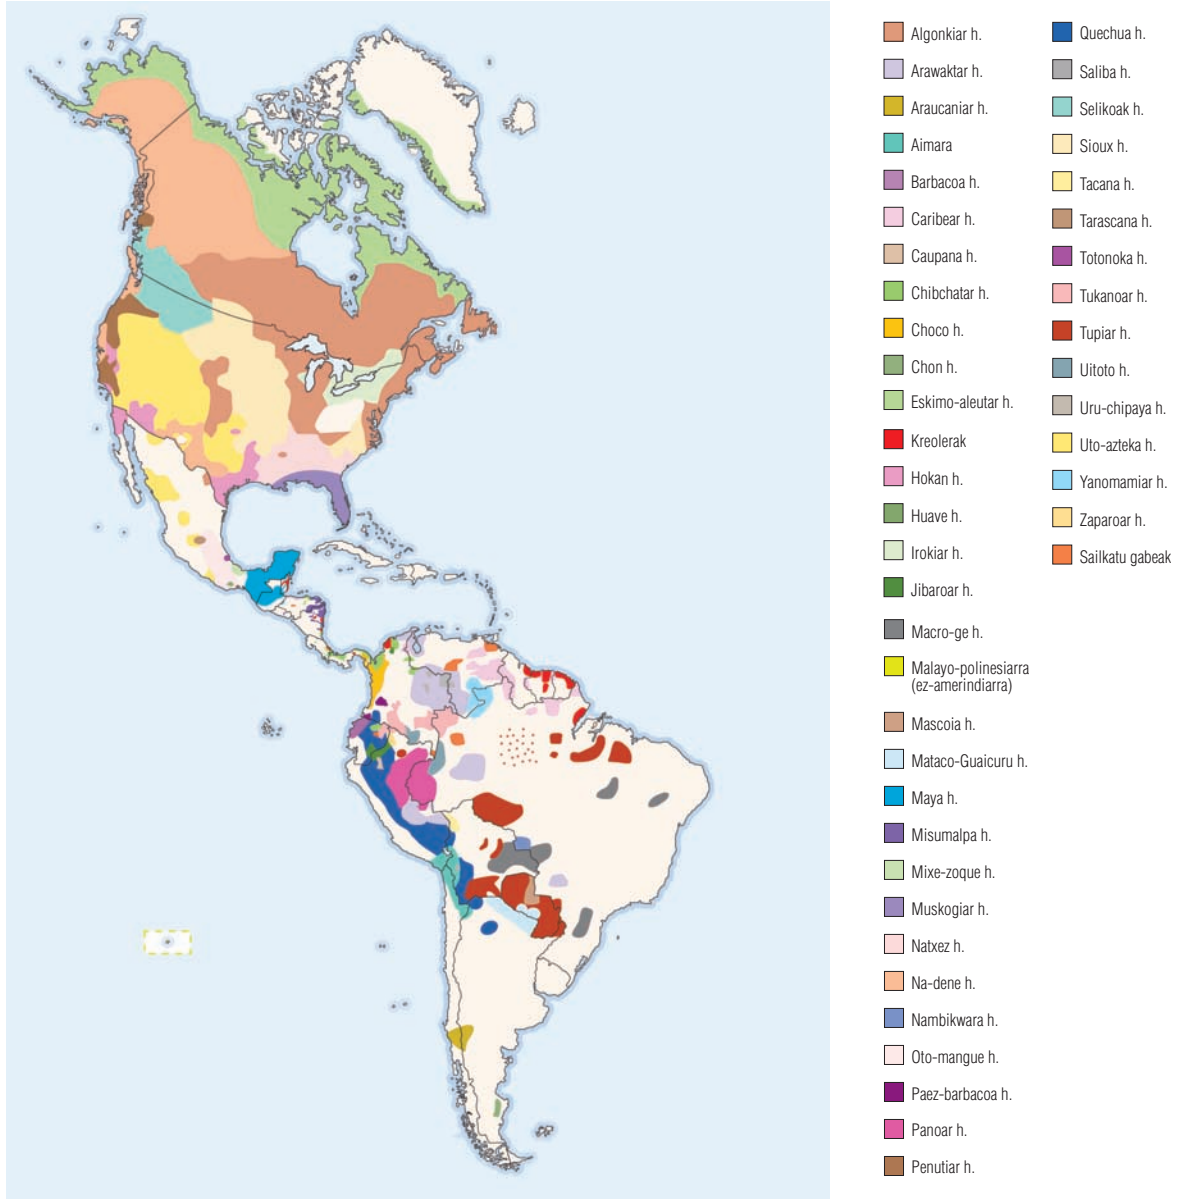 Algonkiar h.
Arawaktar h.
Araucaniar h.
Aimara
Barbacoa h.
Caribear h.
Caupana h.
Chibchatar h.
Choco h.
Chon h.
Eskimo-aleutar h.
Kreolerak
Hokan h.
Huave h.
Irokiar h.
Jibaroar h.
Macro-ge h.
Malayo-polinesiarra
(ez-amerindiarra)
Mascoia h.
Mataco-Guaicuru h.
Maya h.
Misumalpa h.
Mixe-zoque h.
Muskogiar h.
Natxez h.
Na-dene h.
Nambikwara h.
Oto-mangue h.
Paez-barbacoa h.
Panoar h.
Penutiar h.
Quechua h.
Saliba h.
Selikoak h.
Sioux h.
Tacana h.
Tarascana h.
Totonoka h.
Tukanoar h.
Tupiar h.
Uitoto h.
Uru-chipaya h.
Uto-azteka h.
Yanomamiar h.
Zaparoar h.
Sailkatu gabeak